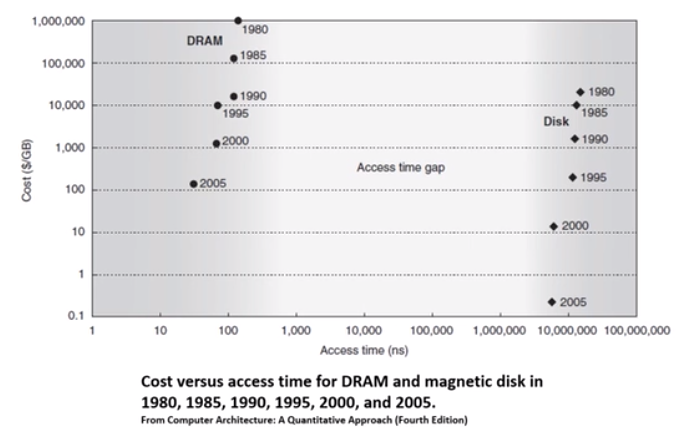 1,000,000
100,000
10,000
1,000
100
10
1
0.1
Cost ($/GB)
DRAM
1980
1985
1990
1995
2000
2005
Access time gap
Disk
1980
1985
1990
1995
2000
2005
1 10 100 1,000 10,000 100,000 1,000,000 10,000,000 100,000,000
Access time (ns)
Cost versus access time for DRAM and magnetic disk in
1980, 1985, 1990, 1995, 2000, and 2005.
From Computer Architecture: A Quantitative Approach (Fourth Edition)